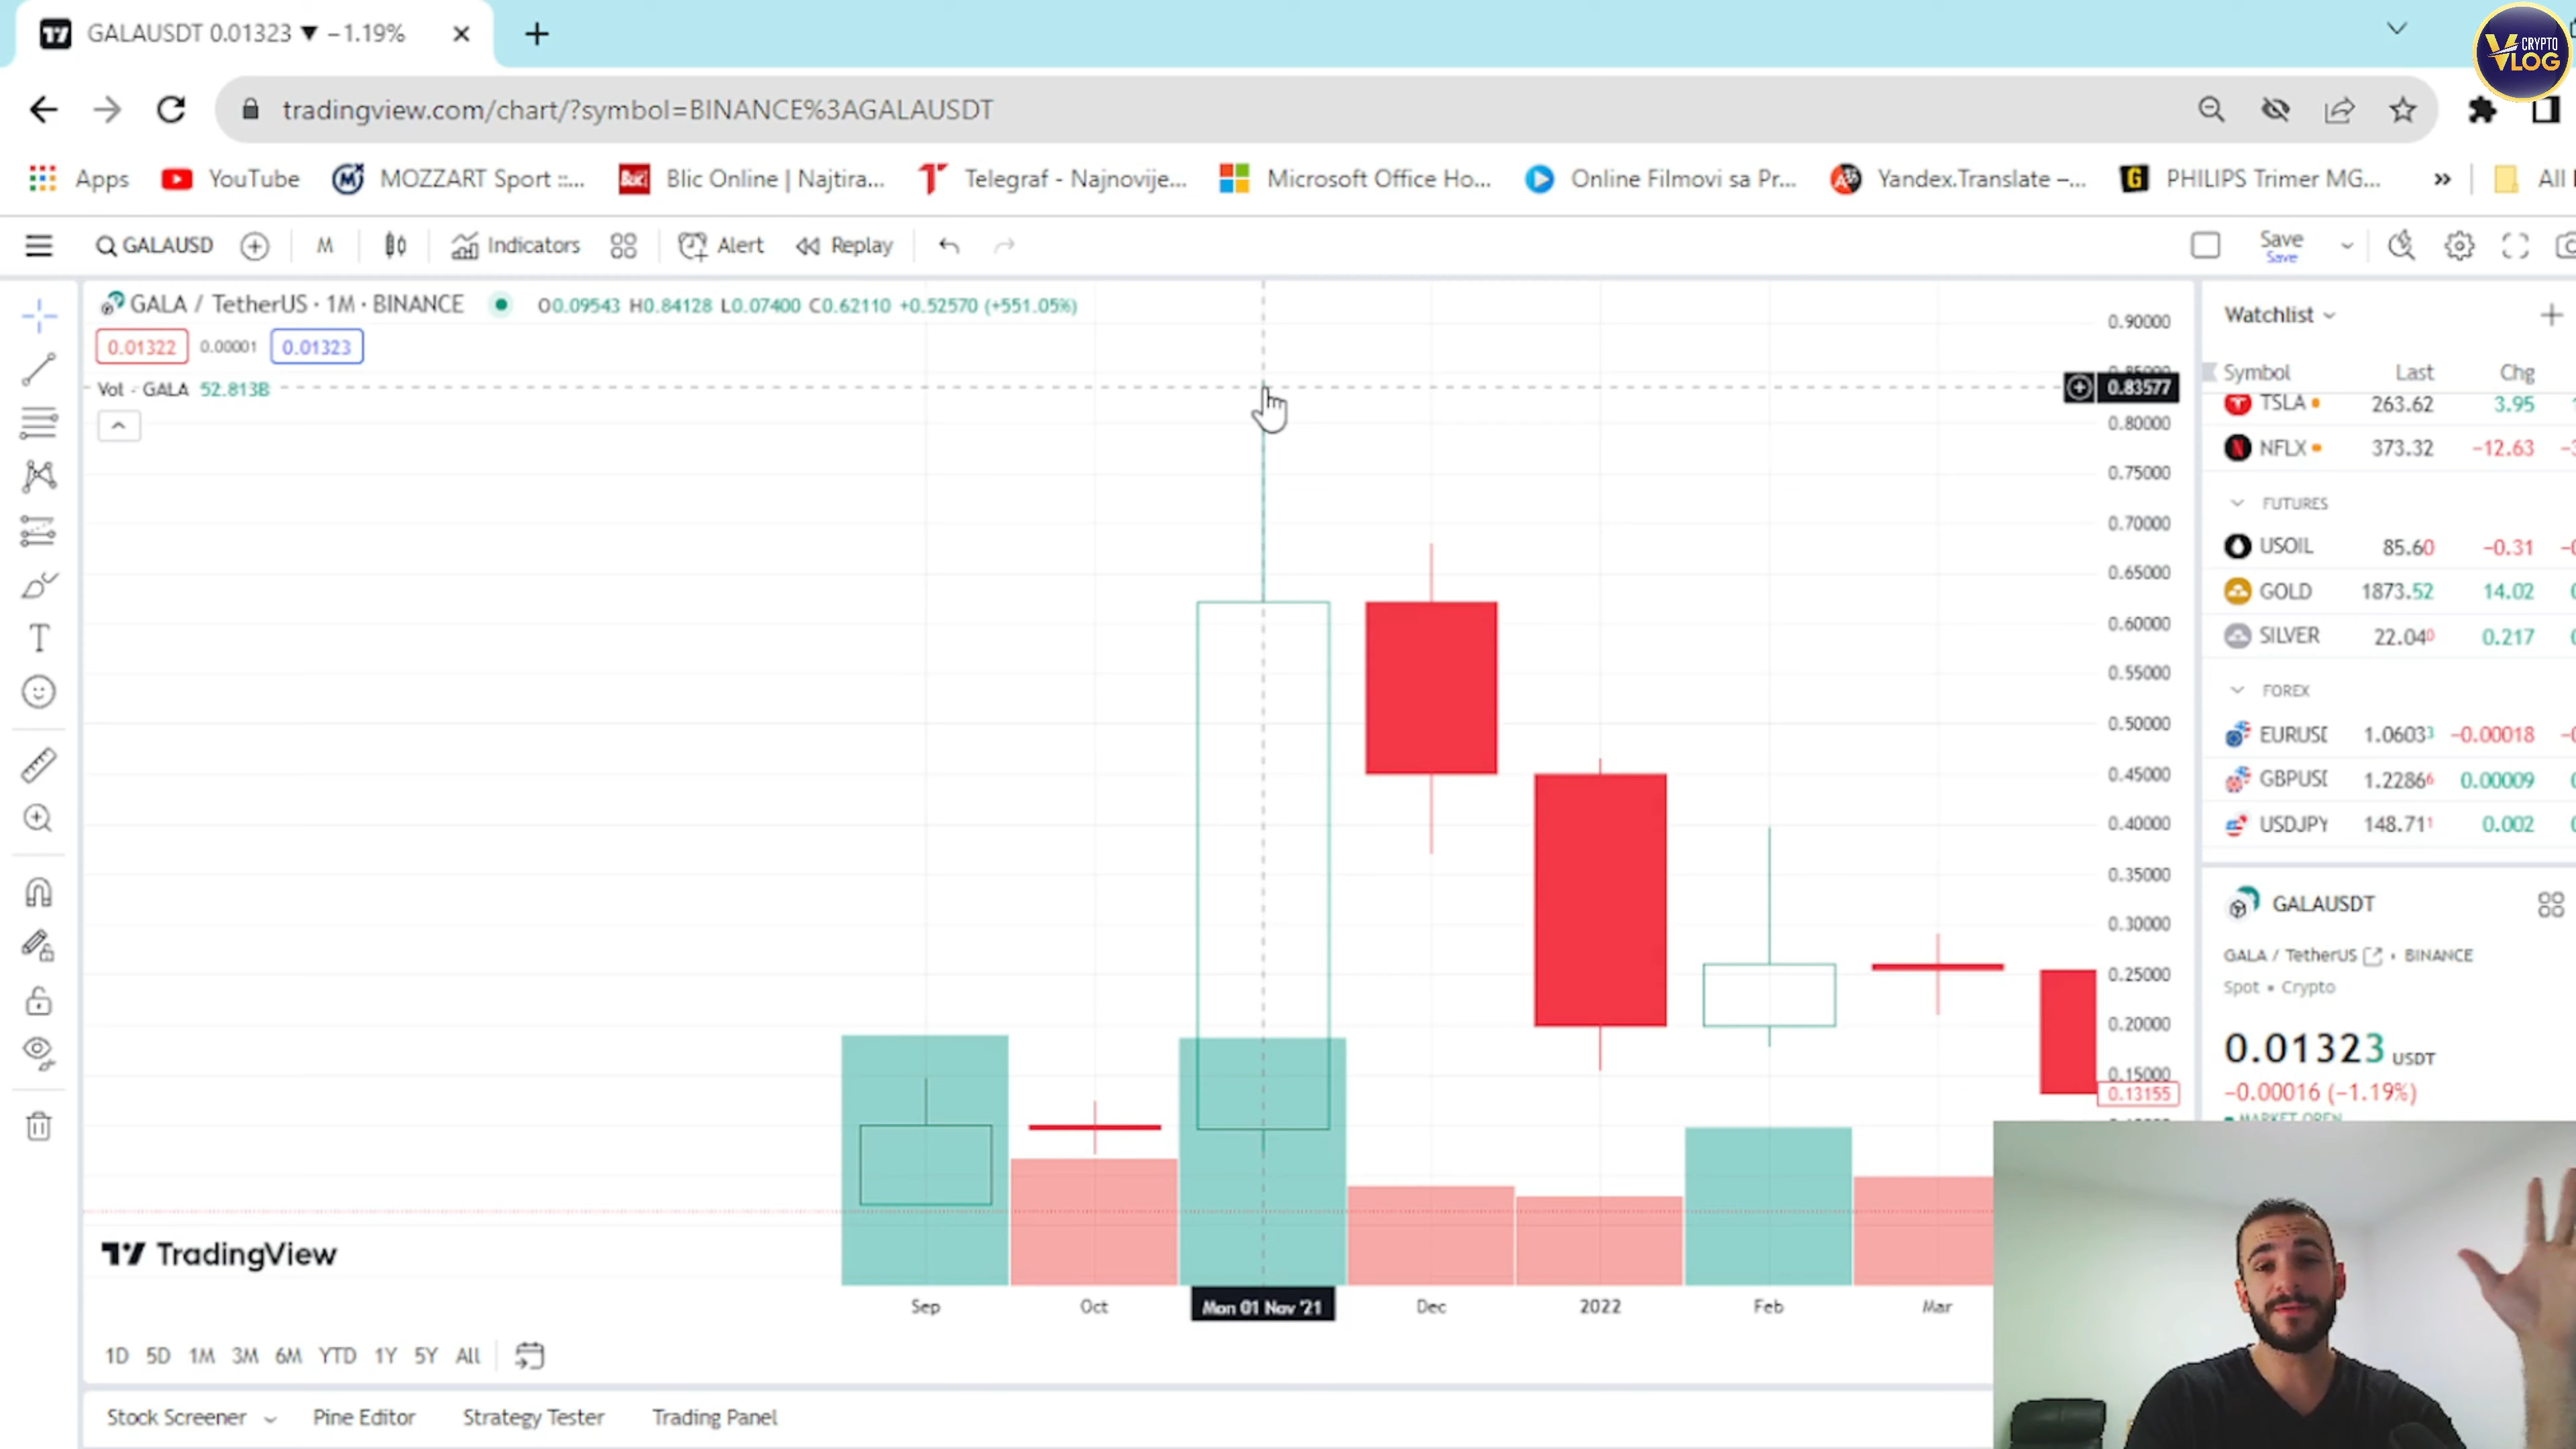 GALAUSDT 0.01323 ▼ −1.19%
CRYPTO
VLOG
tradingview.com/chart/?symbol=BINANCE%3AGALAUSDT
Apps YouTube MOZZART Sport ::... Blic Online | Najtira... Telegraf - Najnovije... Microsoft Office Ho... Online Filmovi sa Pr... Yandex.Translate –... PHILIPS Trimer MG... » All
GALAUSD M Indicators Alert Replay Save
Save
GALA / TetherUS · 1M · BINANCE O0.09543 H0.84128 L0.07400 C0.62110 +0.52570 (+551.05%)
0.01322 0.00001 0.01323
Vol · GALA 52.813B
0.90000
0.83577
0.80000
0.75000
0.70000
0.65000
0.60000
0.55000
0.50000
0.45000
0.40000
0.35000
0.30000
0.25000
0.20000
0.15000
0.13155
Watchlist
Symbol Last Chg
TSLA 263.62 3.95
NFLX 373.32 −12.63
FUTURES
USOIL 85.60 −0.31
GOLD 1873.52 14.02
SILVER 22.040 0.217
FOREX
EURUSD 1.06033 −0.00018
GBPUSD 1.22866 0.00009
USDJPY 148.711 0.002
GALAUSDT
GALA / TetherUS · BINANCE
Spot • Crypto
0.01323 USDT
−0.00016 (−1.19%)
MARKET OPEN
TradingView
Sep Oct Mon 01 Nov '21 Dec 2022 Feb Mar
1D 5D 1M 3M 6M YTD 1Y 5Y All
Stock Screener Pine Editor Strategy Tester Trading Panel